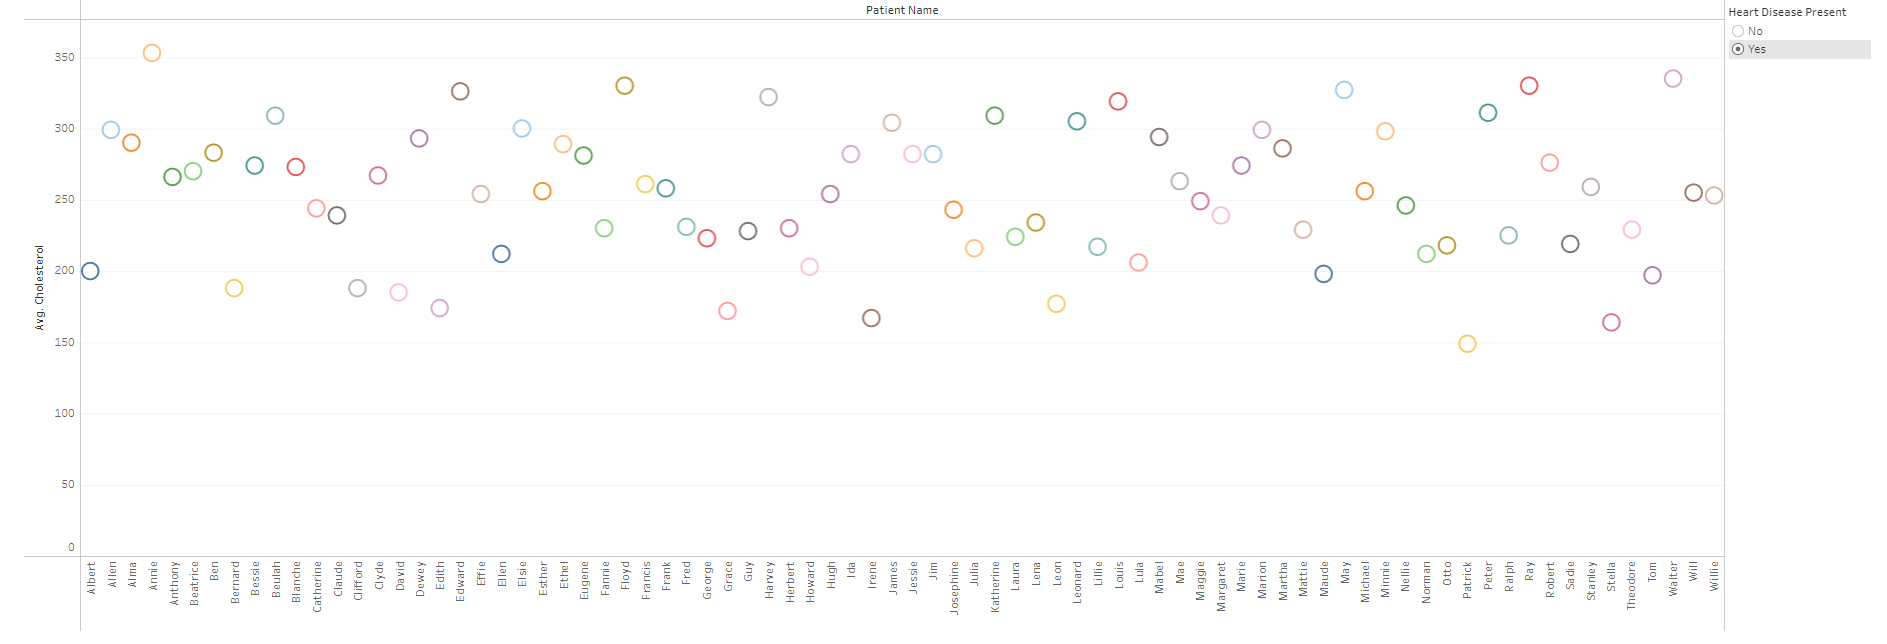 Patient Name
Heart Disease Present
No
Yes
Avg. Cholesterol
350
300
250
200
150
100
50
0
Albert
Allen
Alma
Annie
Anthony
Beatrice
Ben
Bernard
Bessie
Beulah
Blanche
Catherine
Claude
Clifford
Clyde
David
Dewey
Edith
Edward
Effie
Ellen
Elsie
Esther
Ethel
Eugene
Fannie
Floyd
Francis
Frank
Fred
George
Grace
Guy
Harvey
Herbert
Howard
Hugh
Ida
Irene
James
Jessie
Jim
Josephine
Julia
Katherine
Laura
Lena
Leon
Leonard
Lillie
Louis
Lula
Mabel
Mae
Maggie
Margaret
Marie
Marion
Martha
Mattie
Maude
May
Michael
Minnie
Nellie
Norman
Otto
Patrick
Peter
Ralph
Ray
Robert
Sadie
Stanley
Stella
Theodore
Tom
Walter
Will
Willie